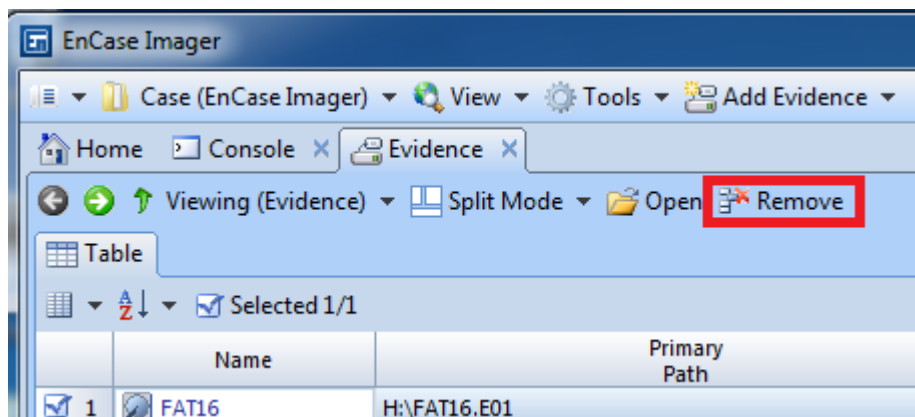 EnCase Imager
Case (EnCase Imager) View Tools Add Evidence
Home Console Evidence
Viewing (Evidence) Split Mode Open Remove
Table
Selected 1/1
Name Primary Path
1 FAT16 H:\FAT16.E01